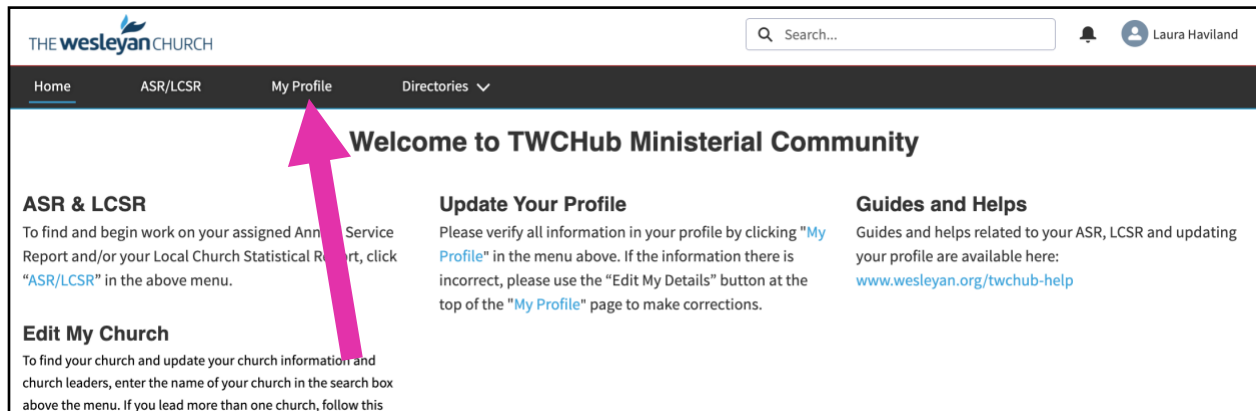 THE wesleyan CHURCH
Search...
Laura Haviland
Home ASR/LCSR My Profile Directories
Welcome to TWCHub Ministerial Community
ASR & LCSR
To find and begin work on your assigned Ann Service
Report and/or your Local Church Statistical Re ort, click
“ASR/LCSR” in the above menu.
Edit My Church
To find your church and update your church information and
church leaders, enter the name of your church in the search box
above the menu. If you lead more than one church, follow this
Update Your Profile
Please verify all information in your profile by clicking "My
Profile" in the menu above. If the information there is
incorrect, please use the “Edit My Details” button at the
top of the "My Profile" page to make corrections.
Guides and Helps
Guides and helps related to your ASR, LCSR and updating
your profile are available here:
www.wesleyan.org/twchub-help